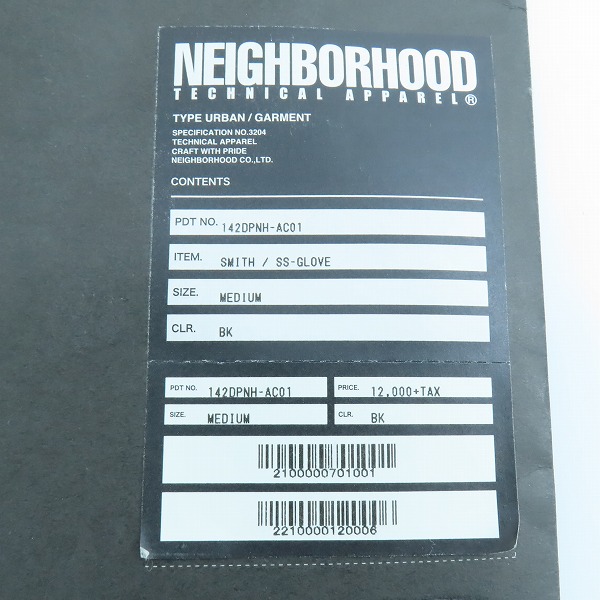 NEIGHBORHOOD
TECHNICAL APPAREL®
TYPE URBAN / GARMENT
SPECIFICATION NO.3204
TECHNICAL APPAREL
CRAFT WITH PRIDE
NEIGHBORHOOD CO.,LTD.
CONTENTS
PDT NO. 142DPNH-AC01
ITEM. SMITH / SS-GLOVE
SIZE. MEDIUM
CLR. BK
PDT NO. 142DPNH-AC01 PRICE. 12,000+TAX
SIZE. MEDIUM CLR. BK
2100000701001
2210000120006